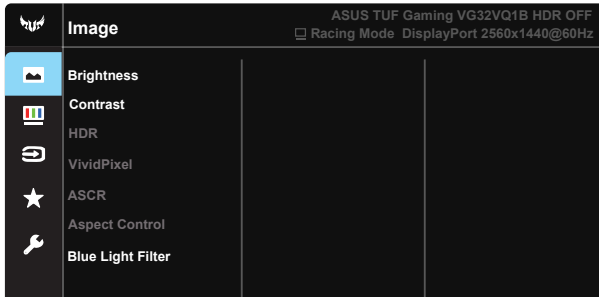 ASUS TUF Gaming VG32VQ1B HDR OFF
Image
Racing Mode DisplayPort 2560x1440@60Hz
Brightness
Contrast
HDR
VividPixel
ASCR
Aspect Control
Blue Light Filter